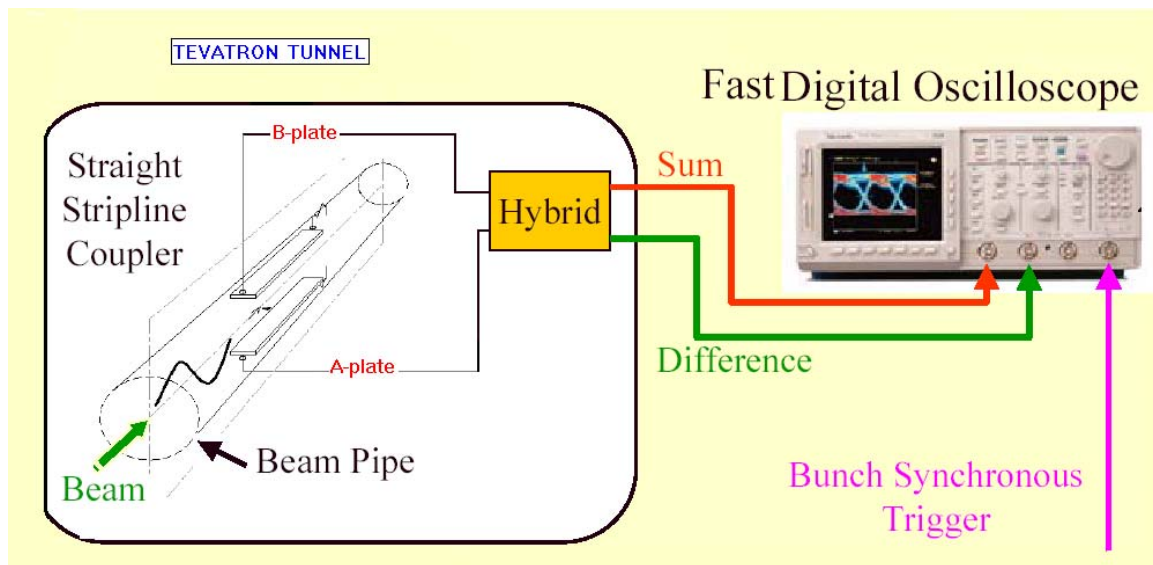 TEVATRON TUNNEL
Fast Digital Oscilloscope
B-plate
Straight
Stripline
Coupler
Sum
Hybrid
Difference
A-plate
Beam Pipe
Beam
Bunch Synchronous
Trigger